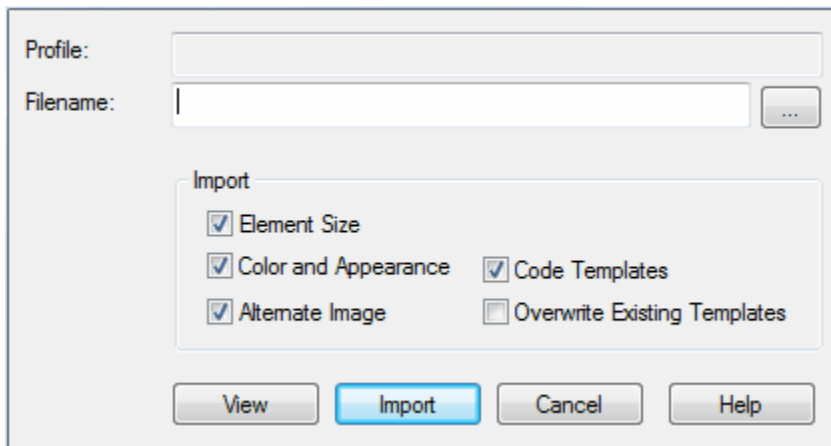 Profile:
Filename:
...
Import
Element Size
Color and Appearance
Code Templates
Alternate Image
Overwrite Existing Templates
View
Import
Cancel
Help